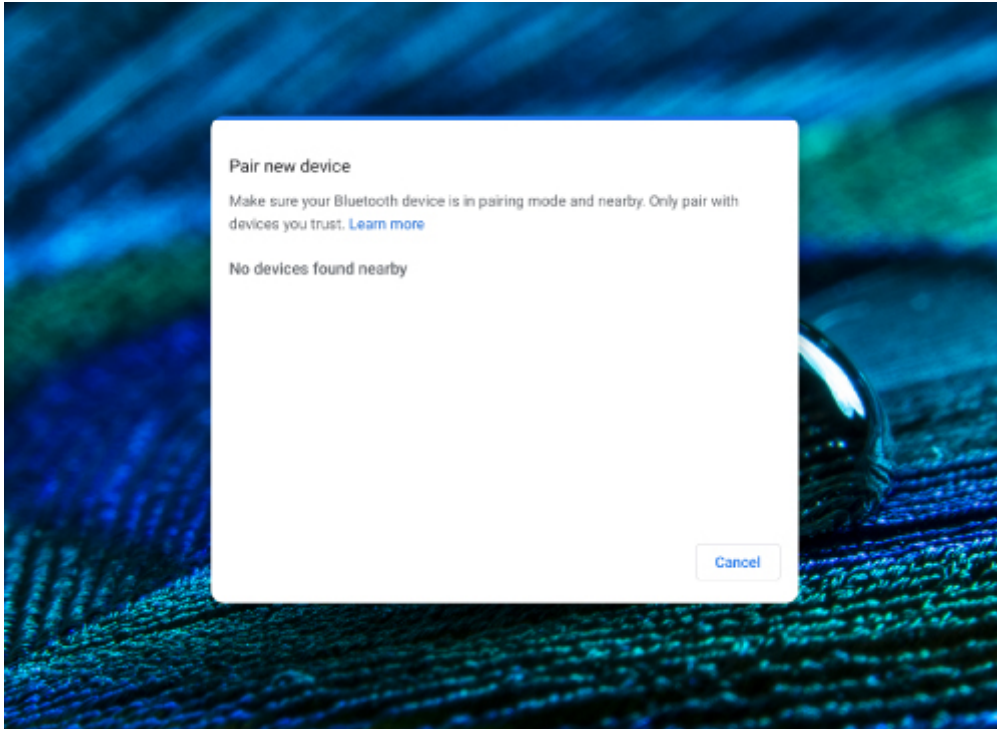 Pair new device
Make sure your Bluetooth device is in pairing mode and nearby. Only pair with
devices you trust. Learn more
No devices found nearby
Cancel